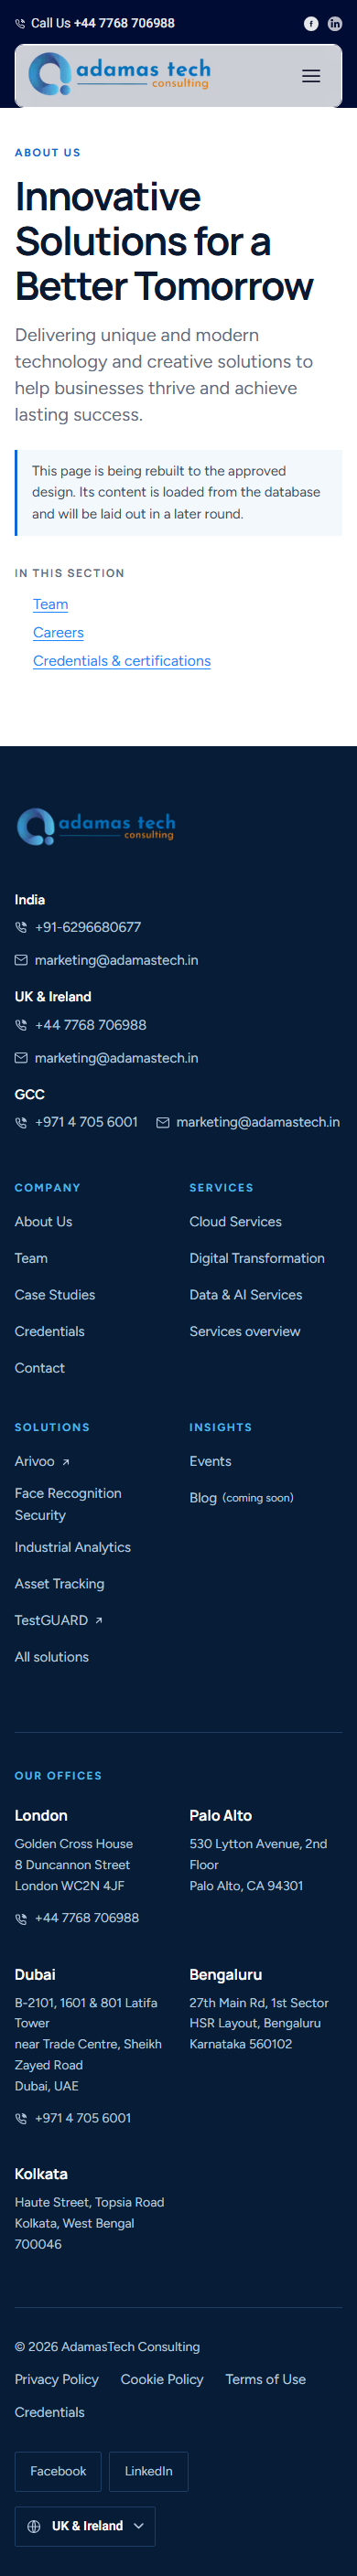 Call Us +44 7768 706988
adamas tech
consulting
ABOUT US
Innovative
Solutions for a
Better Tomorrow
Delivering unique and modern
technology and creative solutions to
help businesses thrive and achieve
lasting success.
This page is being rebuilt to the approved
design. Its content is loaded from the database
and will be laid out in a later round.
IN THIS SECTION
Team
Careers
Credentials & certifications
adamas tech
consulting
India
+91-6296680677
marketing@adamastech.in
UK & Ireland
+44 7768 706988
marketing@adamastech.in
GCC
+971 4 705 6001 marketing@adamastech.in
COMPANY
About Us
Team
Case Studies
Credentials
Contact
SERVICES
Cloud Services
Digital Transformation
Data & AI Services
Services overview
SOLUTIONS
Arivoo
Face Recognition
Security
Industrial Analytics
Asset Tracking
TestGUARD
All solutions
INSIGHTS
Events
Blog (coming soon)
OUR OFFICES
London
Golden Cross House
8 Duncannon Street
London WC2N 4JF
+44 7768 706988
Palo Alto
530 Lytton Avenue, 2nd
Floor
Palo Alto, CA 94301
Dubai
B-2101, 1601 & 801 Latifa
Tower
near Trade Centre, Sheikh
Zayed Road
Dubai, UAE
+971 4 705 6001
Bengaluru
27th Main Rd, 1st Sector
HSR Layout, Bengaluru
Karnataka 560102
Kolkata
Haute Street, Topsia Road
Kolkata, West Bengal
700046
© 2026 AdamasTech Consulting
Privacy Policy Cookie Policy Terms of Use
Credentials
Facebook LinkedIn
UK & Ireland